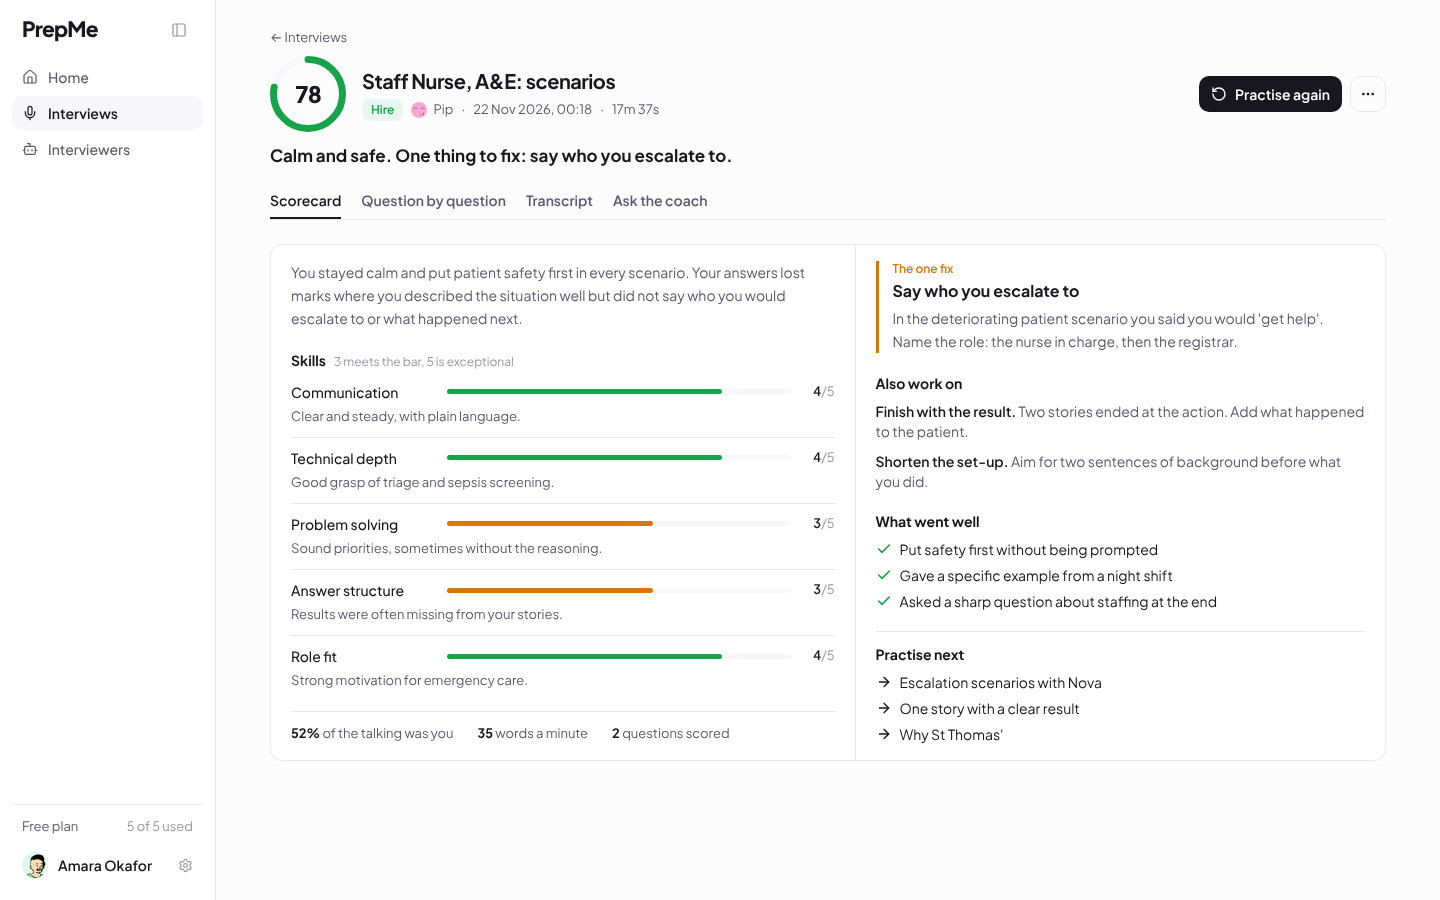 PrepMe
Home
Interviews
Interviewers
Free plan
5 of 5 used
Amara Okafor
← Interviews
78
Staff Nurse, A&E: scenarios
Hire
Pip · 22 Nov 2026, 00:18 · 17m 37s
Practise again
Calm and safe. One thing to fix: say who you escalate to.
Scorecard
Question by question
Transcript
Ask the coach
You stayed calm and put patient safety first in every scenario. Your answers lost
marks where you described the situation well but did not say who you would
escalate to or what happened next.
Skills 3 meets the bar, 5 is exceptional
Communication 4/5
Clear and steady, with plain language.
Technical depth 4/5
Good grasp of triage and sepsis screening.
Problem solving 3/5
Sound priorities, sometimes without the reasoning.
Answer structure 3/5
Results were often missing from your stories.
Role fit 4/5
Strong motivation for emergency care.
52% of the talking was you
35 words a minute
2 questions scored
The one fix
Say who you escalate to
In the deteriorating patient scenario you said you would 'get help'.
Name the role: the nurse in charge, then the registrar.
Also work on
Finish with the result. Two stories ended at the action. Add what happened
to the patient.
Shorten the set-up. Aim for two sentences of background before what
you did.
What went well
Put safety first without being prompted
Gave a specific example from a night shift
Asked a sharp question about staffing at the end
Practise next
→ Escalation scenarios with Nova
→ One story with a clear result
→ Why St Thomas'